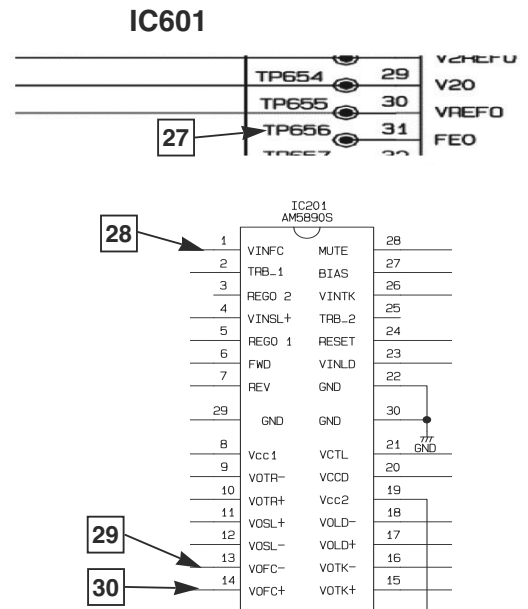 IC601
V2REFO
TP654 29 V20
TP655 30 VREFO
27 TP656 31 FEO
TP657 32
IC201
AM5890S
28
1 VINFC MUTE 28
2 TRB_1 BIAS 27
3 REGO 2 VINTK 26
4 VINSL+ TRB_2 25
5 REGO 1 RESET 24
6 FWD VINLD 23
7 REV GND 22
29 GND GND 30
GND
8 Vcc1 VCTL 21
9 VOTR- VCCD 20
10 VOTR+ Vcc2 19
11 VOSL+ VOLD- 18
12 VOSL- VOLD+ 17
29
13 VOFC- VOTK- 16
30
14 VOFC+ VOTK+ 15